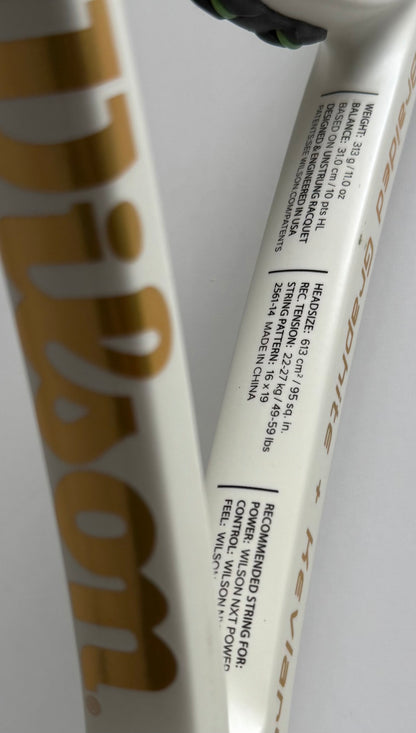 Wilson®
WEIGHT: 313 g / 11.0 oz
BALANCE: 31.0 cm / 10 pts HL
BASED ON UNSTRUNG RACQUET
DESIGNED & ENGINEERED IN USA
PATENTS:SEE WILSON.COM/PATENTS
HEADSIZE: 613 cm² / 95 sq. in.
REC. TENSION: 22-27 kg / 49-59 lbs
STRING PATTERN: 16 x 19
2561-14 MADE IN CHINA
RECOMMENDED STRING FOR:
POWER: WILSON NXT POWER
CONTROL: WILSON
FEEL: WILSON
Braided Graphite + Kevlar